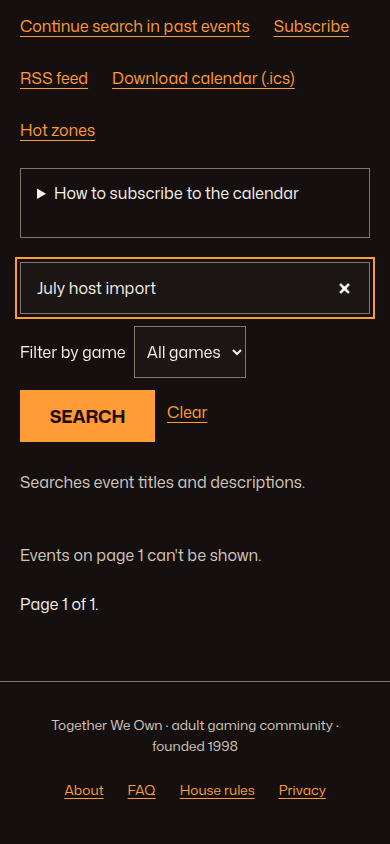 Continue search in past events Subscribe
RSS feed Download calendar (.ics)
Hot zones
How to subscribe to the calendar
July host import
Filter by game All games
SEARCH Clear
Searches event titles and descriptions.
Events on page 1 can't be shown.
Page 1 of 1.
Together We Own · adult gaming community ·
founded 1998
About FAQ House rules Privacy